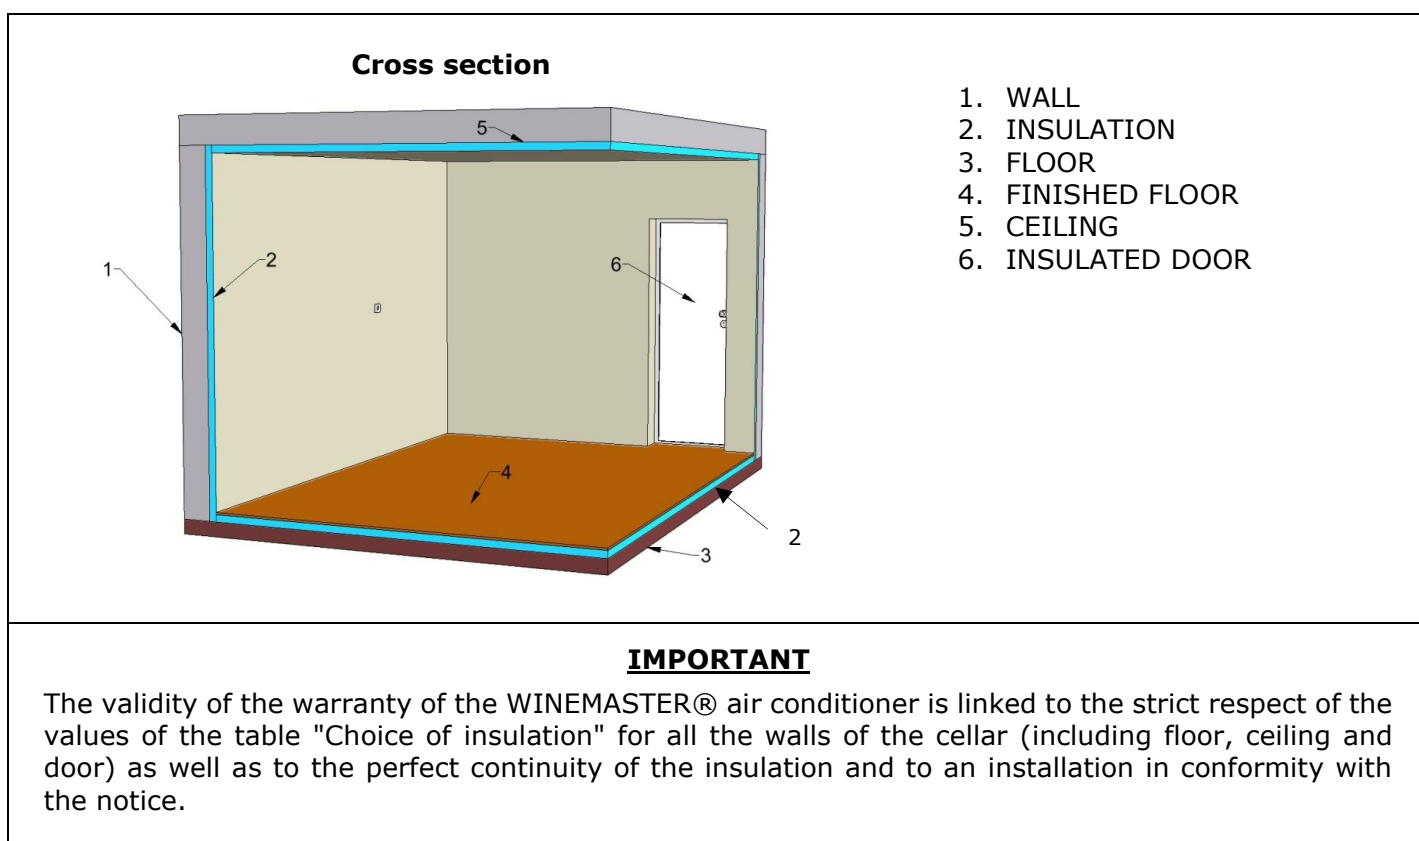 Cross section
1. WALL
2. INSULATION
3. FLOOR
4. FINISHED FLOOR
5. CEILING
6. INSULATED DOOR
5
1
2
6
4
2
3
IMPORTANT
The validity of the warranty of the WINEMASTER® air conditioner is linked to the strict respect of the
values of the table "Choice of insulation" for all the walls of the cellar (including floor, ceiling and
door) as well as to the perfect continuity of the insulation and to an installation in conformity with
the notice.